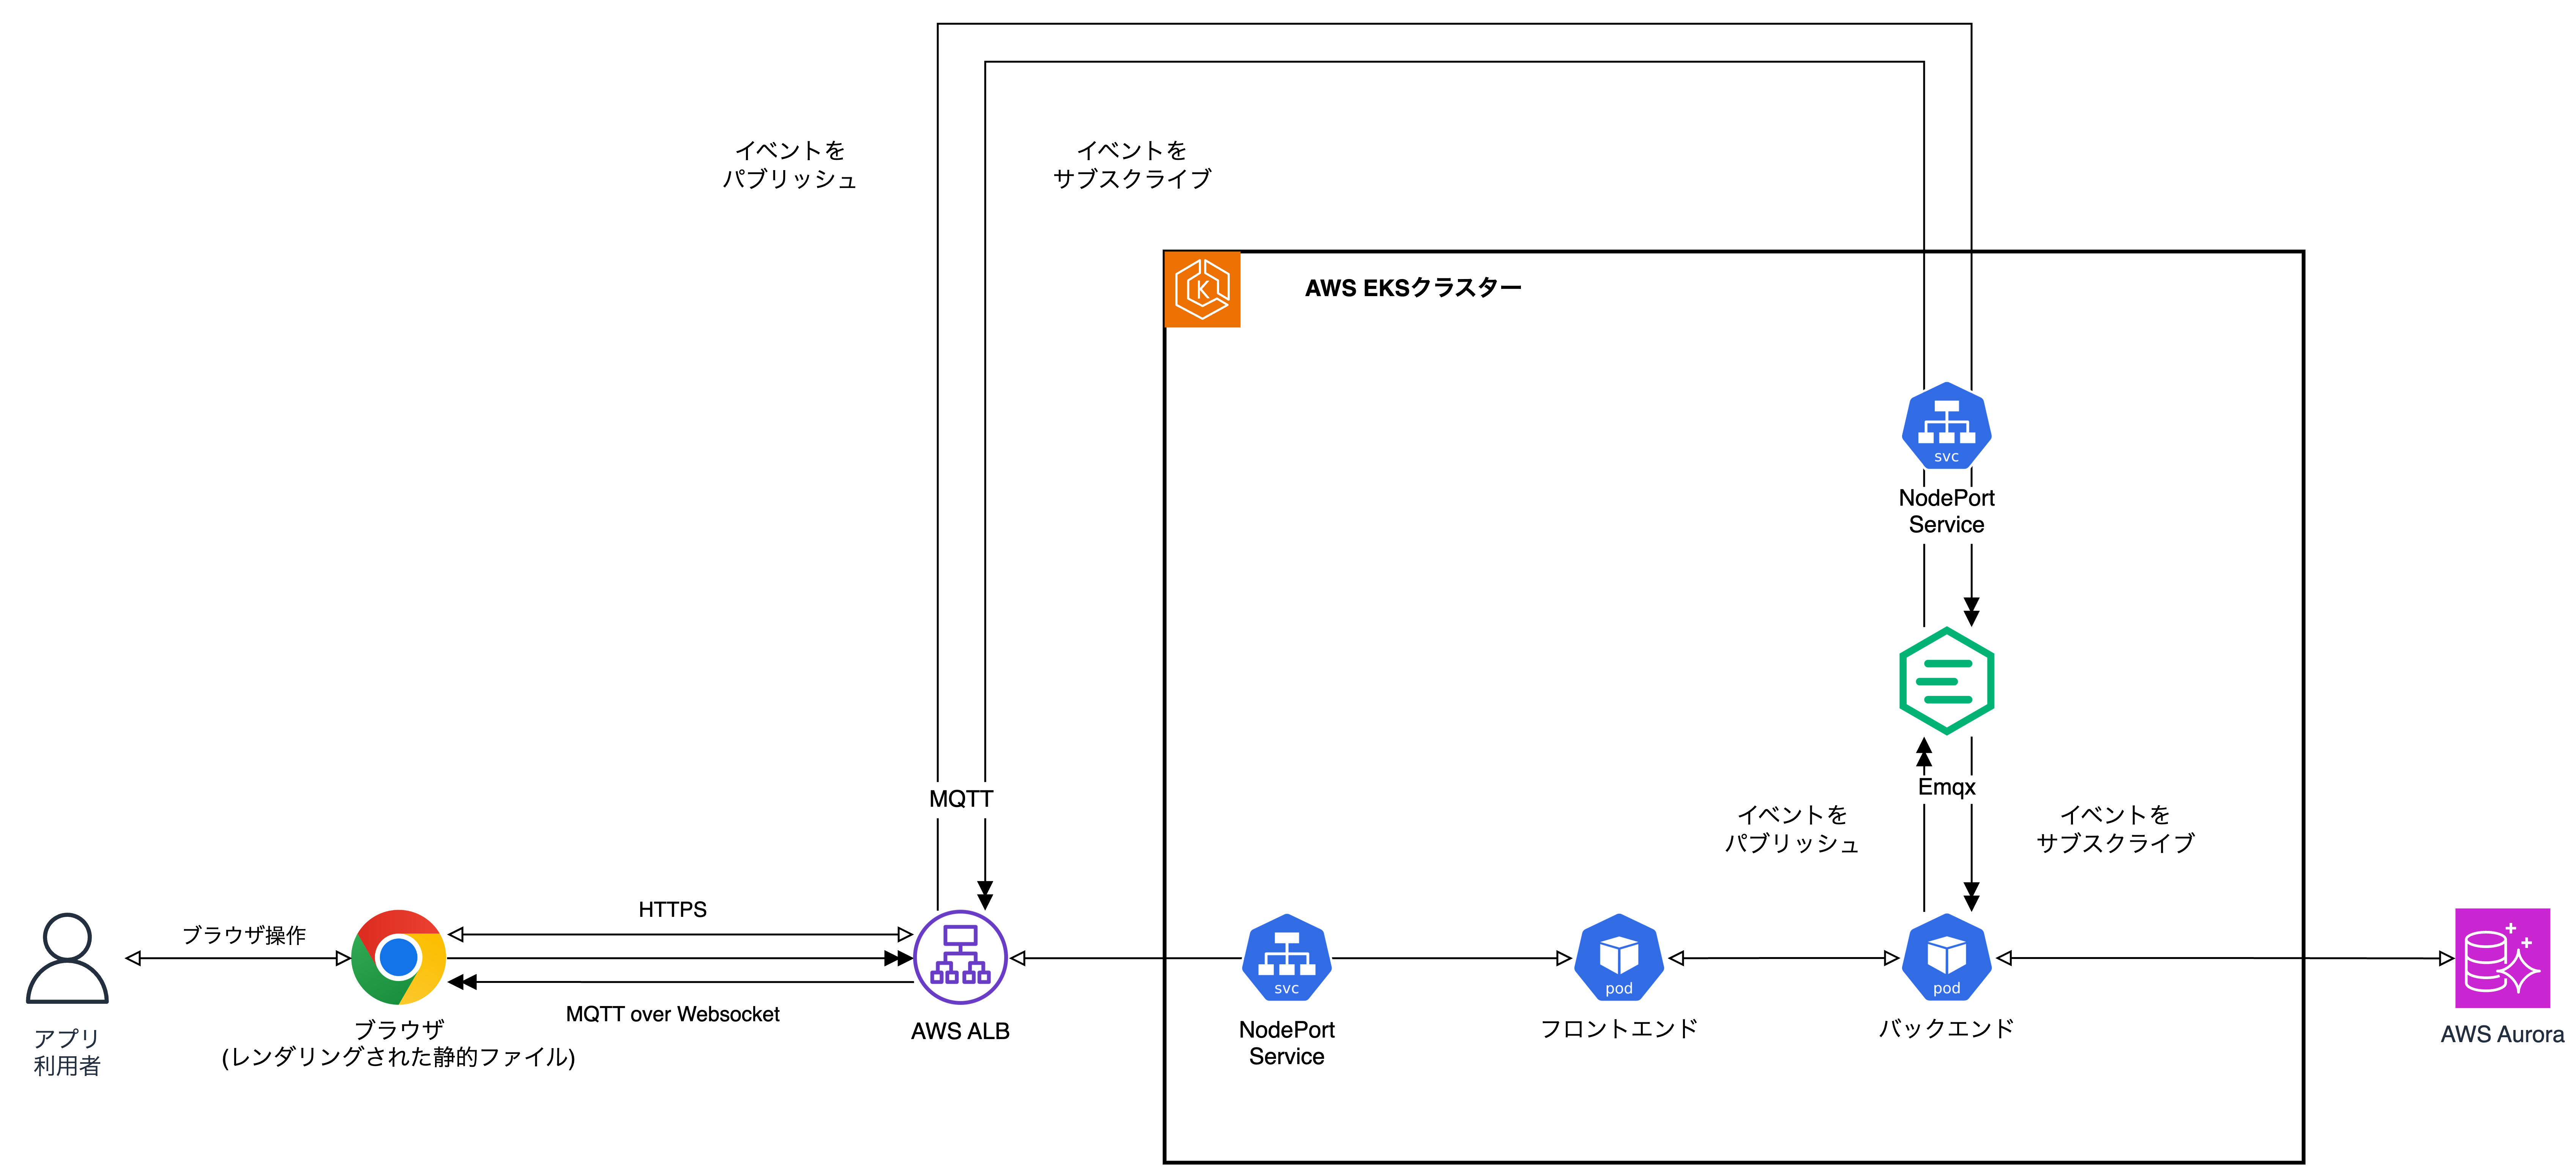 イベントを
パブリッシュ
イベントを
サブスクライブ
K
AWS EKSクラスター
svc
NodePort
Service
MQTT
Emqx
イベントを
パブリッシュ
イベントを
サブスクライブ
HTTPS
ブラウザ操作
MQTT over Websocket
svc
pod
pod
アプリ
利用者
ブラウザ
(レンダリングされた静的ファイル)
AWS ALB
NodePort
Service
フロントエンド
バックエンド
AWS Aurora